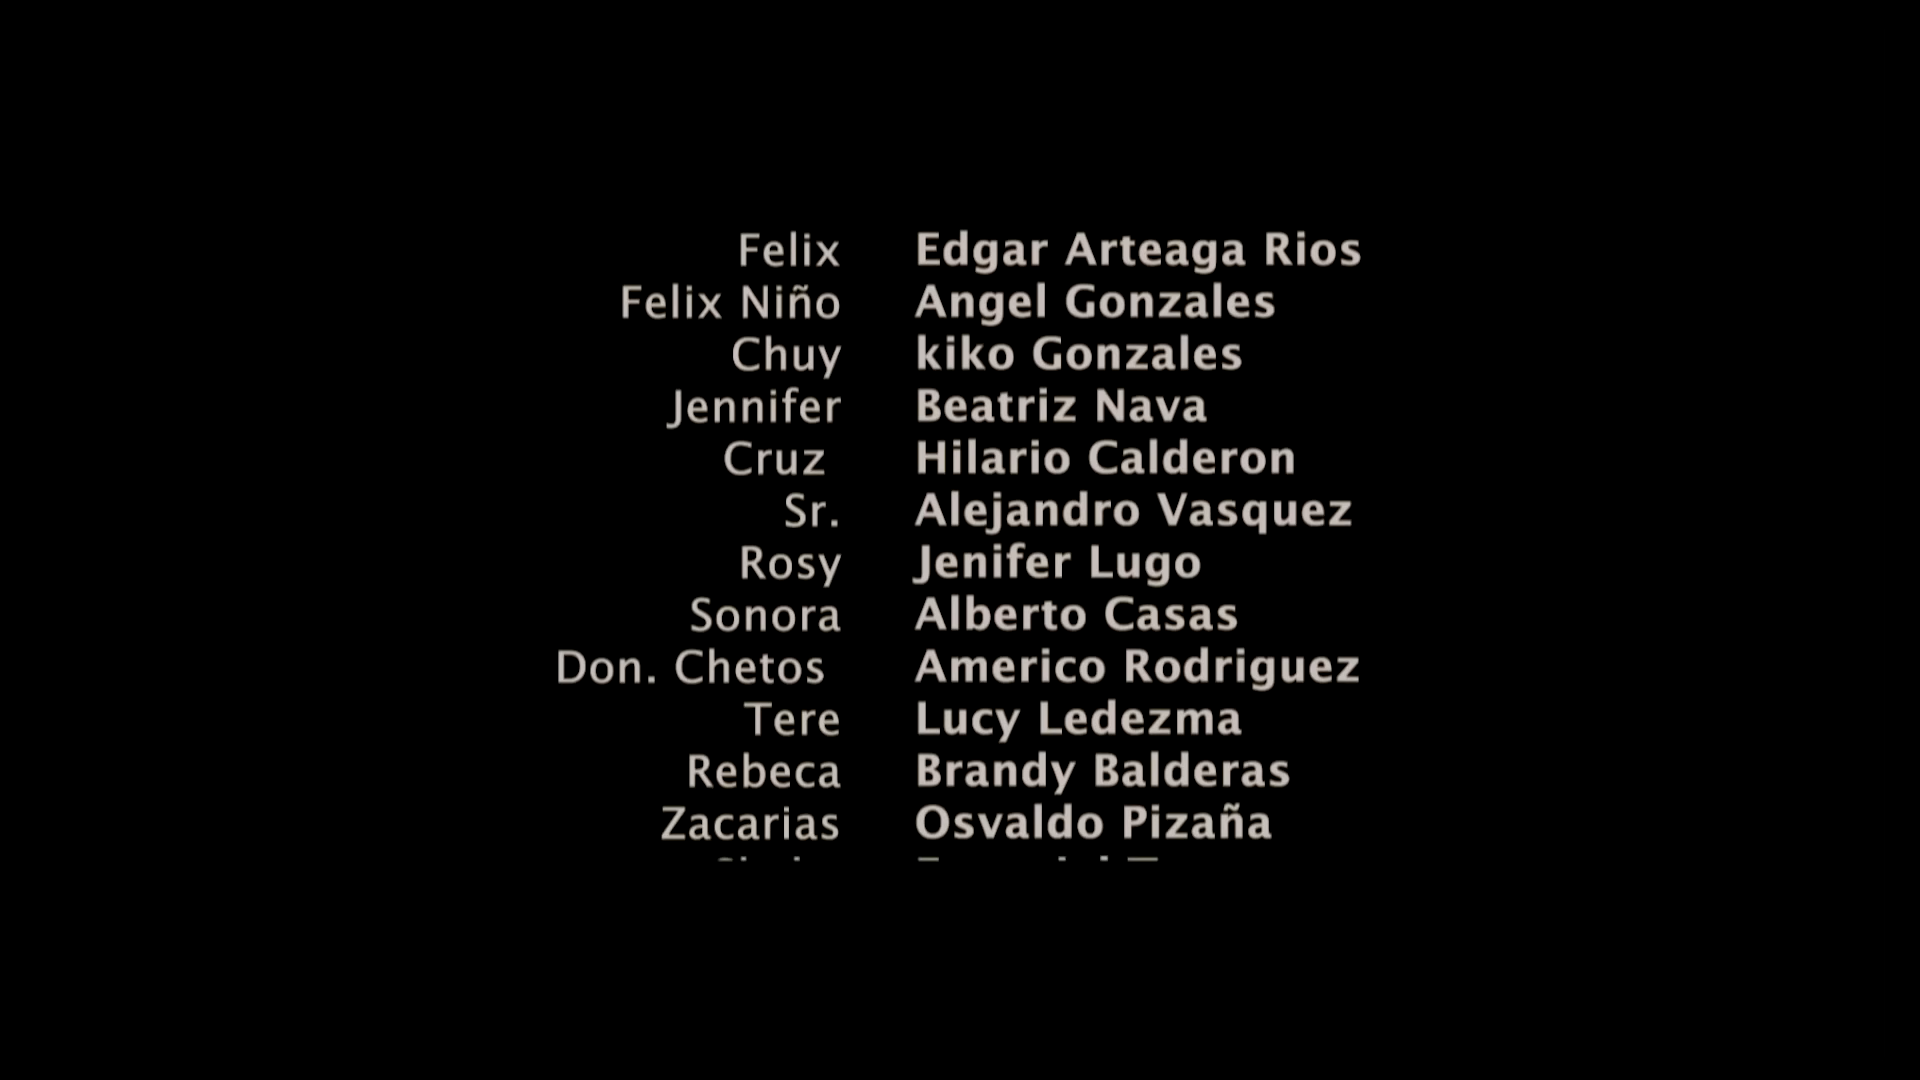 Felix Edgar Arteaga Rios
Felix Niño Angel Gonzales
Chuy kiko Gonzales
Jennifer Beatriz Nava
Cruz Hilario Calderon
Sr. Alejandro Vasquez
Rosy Jenifer Lugo
Sonora Alberto Casas
Don. Chetos Americo Rodriguez
Tere Lucy Ledezma
Rebeca Brandy Balderas
Zacarias Osvaldo Pizaña